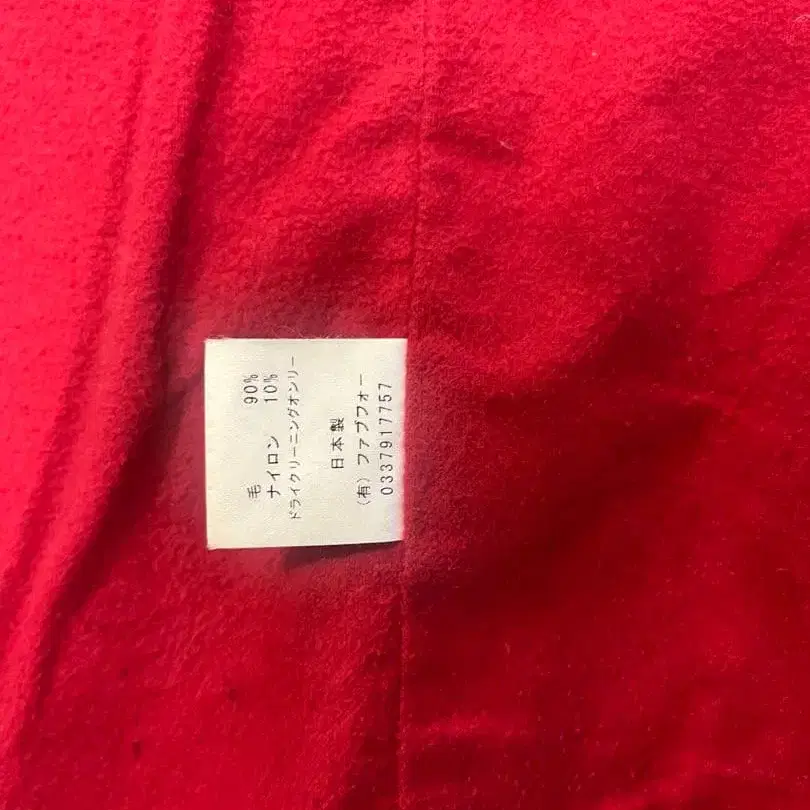 毛 90%
ナイロン 10%
ドライクリーニングオンリー
日本製
(有) ファブフォー
0337917757